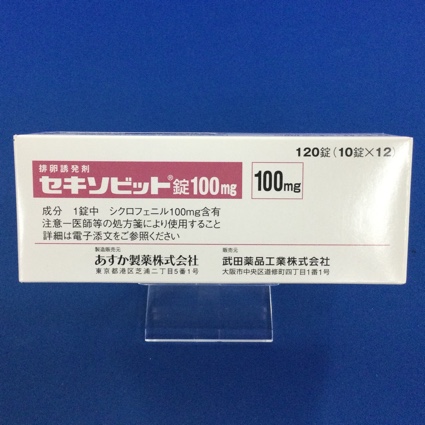 120錠(10錠×12)
排卵誘発剤
セキソビット®錠100mg
100mg
成分 1錠中 シクロフェニル100mg含有
注意－医師等の処方箋により使用すること
詳細は電子添文をご参照ください
製造販売元
あすか製薬株式会社
東京都港区芝浦二丁目5番1号
販売元
武田薬品工業株式会社
大阪市中央区道修町四丁目1番1号